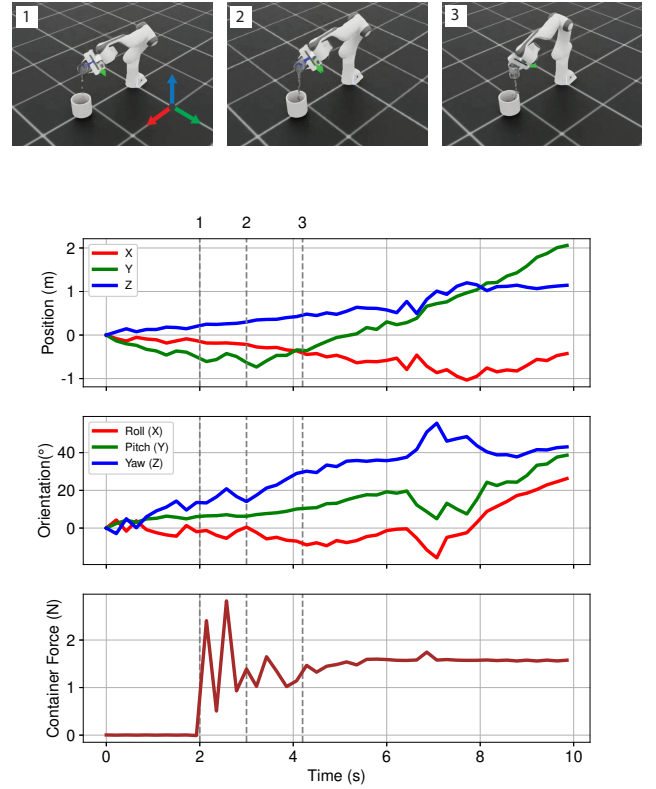 1
2
3
1 2 3
Position (m)
2
1
0
-1
X
Y
Z
Orientation(°)
40
20
0
Roll (X)
Pitch (Y)
Yaw (Z)
Container Force (N)
2
1
0
0 2 4 6 8 10
Time (s)